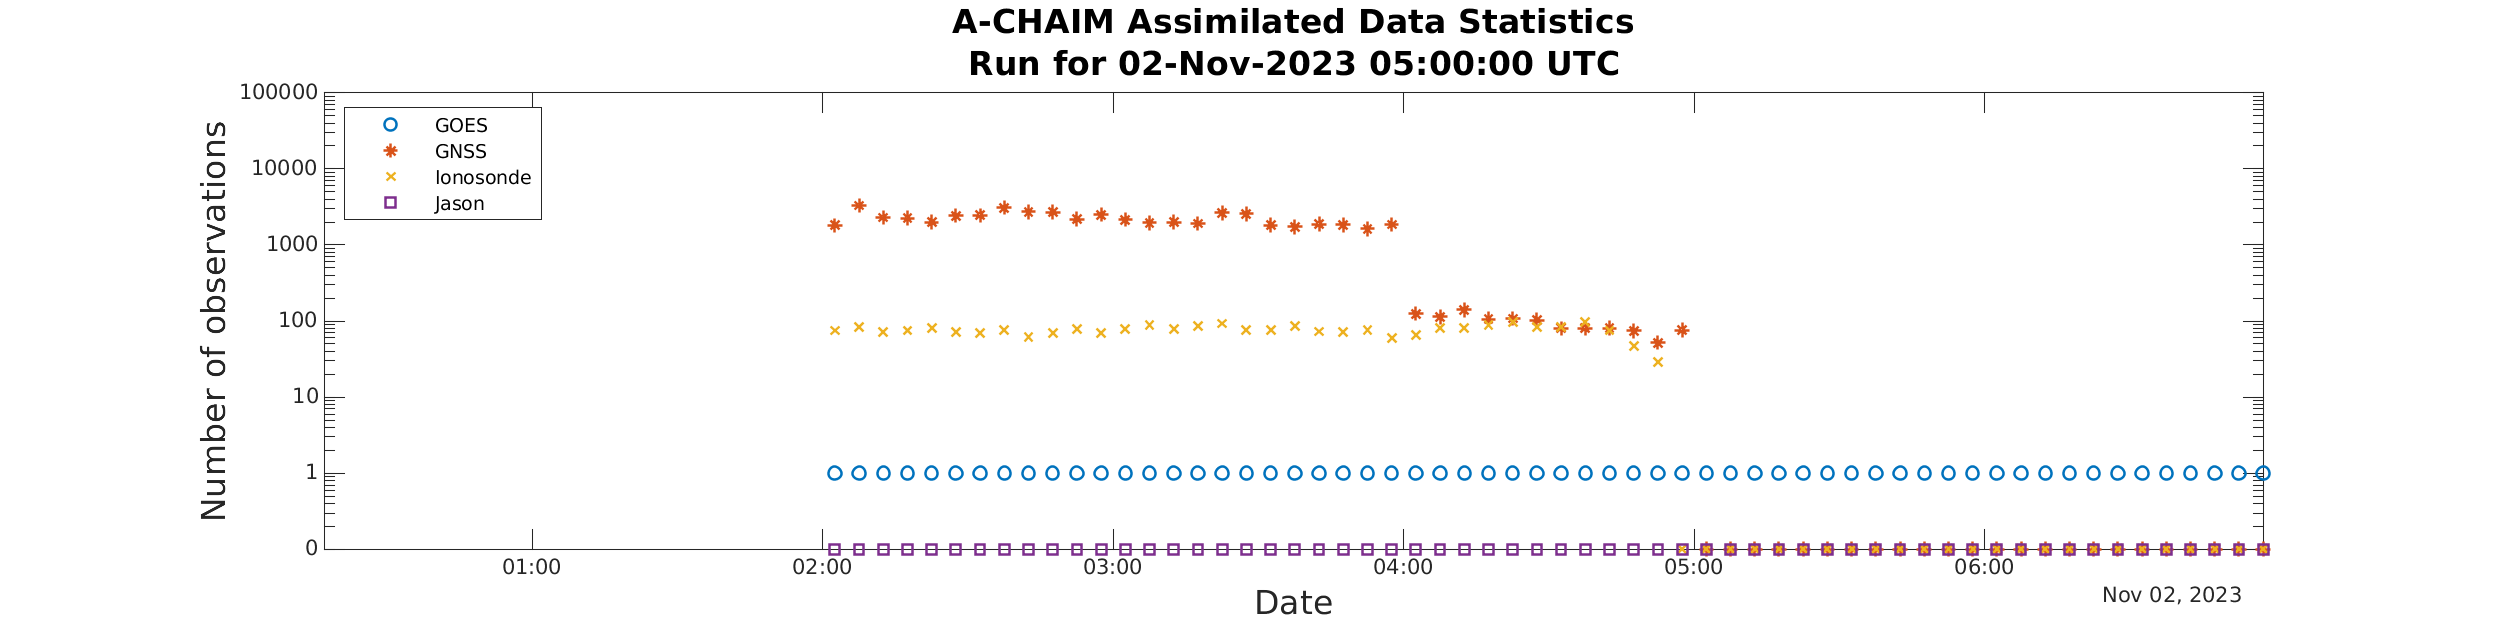 A-CHAIM Assimilated Data Statistics
Run for 02-Nov-2023 05:00:00 UTC
100000
10000
1000
100
10
1
0
Number of observations
GOES
GNSS
Ionosonde
Jason
01:00
02:00
03:00
04:00
05:00
06:00
Date
Nov 02, 2023